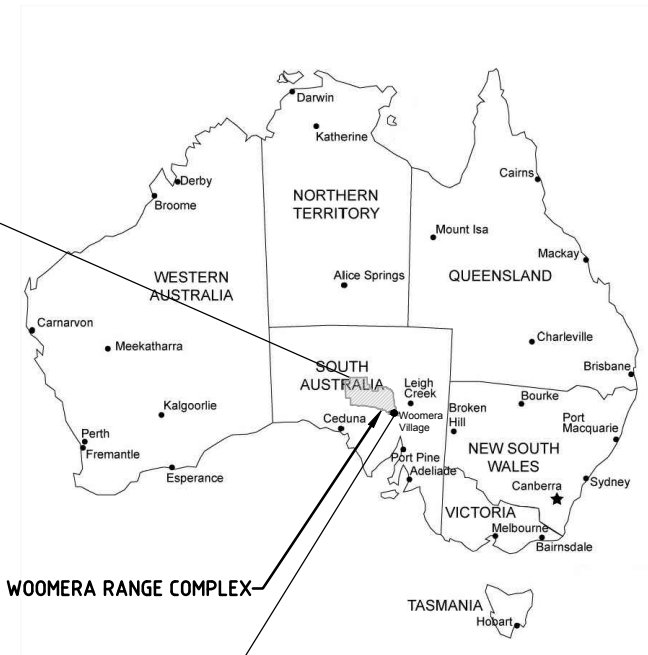 Darwin
Katherine
Derby
Broome
NORTHERN
TERRITORY
Cairns
Mount Isa
Mackay
WESTERN
AUSTRALIA
Alice Springs
QUEENSLAND
Carnarvon
Meekatharra
Charleville
Brisbane
SOUTH
AUSTRALIA
Leigh
Creek
Bourke
Kalgoorlie
Ceduna
Woomera
Village
Broken
Hill
Port
Macquarie
Perth
Fremantle
Port Pine
Adeliade
NEW SOUTH
WALES
Esperance
Canberra
Sydney
VICTORIA
Melbourne
Bairnsdale
WOOMERA RANGE COMPLEX
TASMANIA
Hobart